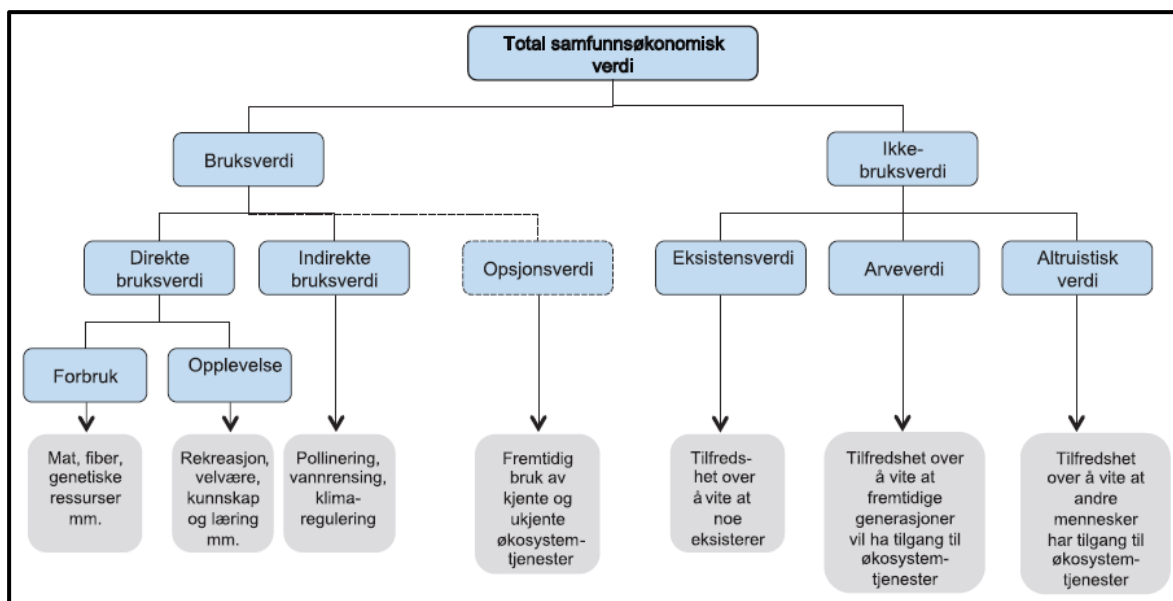 Total samfunnsøkonomisk
verdi
Bruksverdi
Ikke-
bruksverdi
Direkte
bruksverdi
Indirekte
bruksverdi
Opsjonsverdi
Eksistensverdi
Arveverdi
Altruistisk
verdi
Forbruk
Opplevelse
Mat, fiber,
genetiske
ressurser
mm.
Rekreasjon,
velvære,
kunnskap
og læring
mm.
Pollinering,
vannrensing,
klima-
regulering
Fremtidig
bruk av
kjente og
ukjente
økosystem-
tjenester
Tilfreds-
het over
å vite at
noe
eksisterer
Tilfredshet over
å vite at
fremtidige
generasjoner
vil ha tilgang til
økosystem-
tjenester
Tilfredshet
over å vite at
andre
mennesker
har tilgang til
økosystem-
tjenester